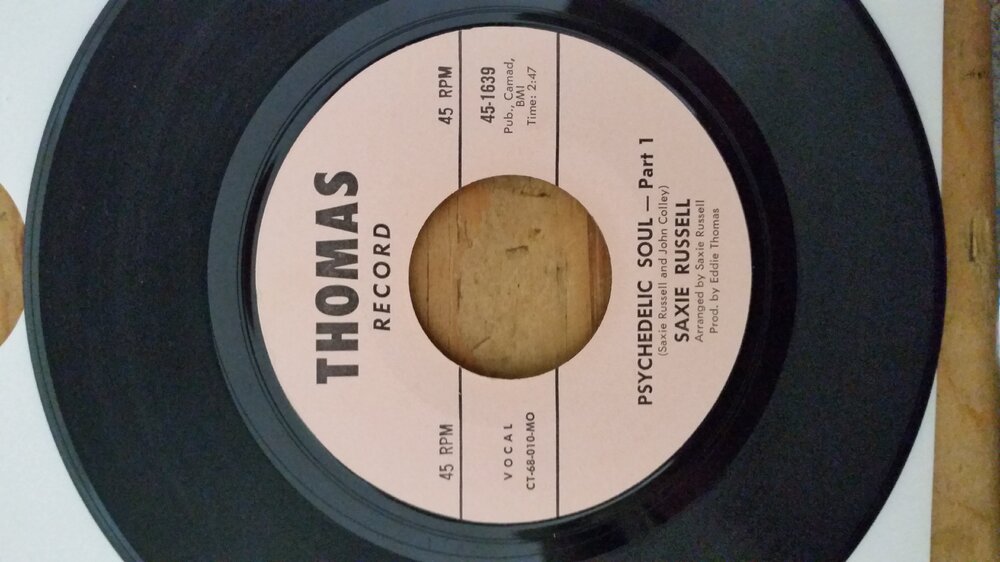 THOMAS
RECORD
45 RPM
45 RPM
VOCAL
CT-68-010-MO
45-1639
Pub., Camad,
BMI
Time: 2:47
PSYCHEDELIC SOUL — Part 1
(Saxie Russell and John Colley)
SAXIE RUSSELL
Arranged by Saxie Russell
Prod. by Eddie Thomas